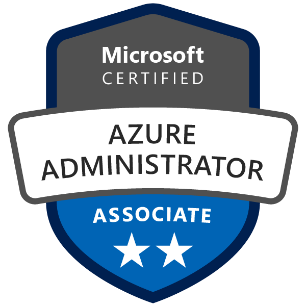 Microsoft
CERTIFIED
AZURE
ADMINISTRATOR
ASSOCIATE